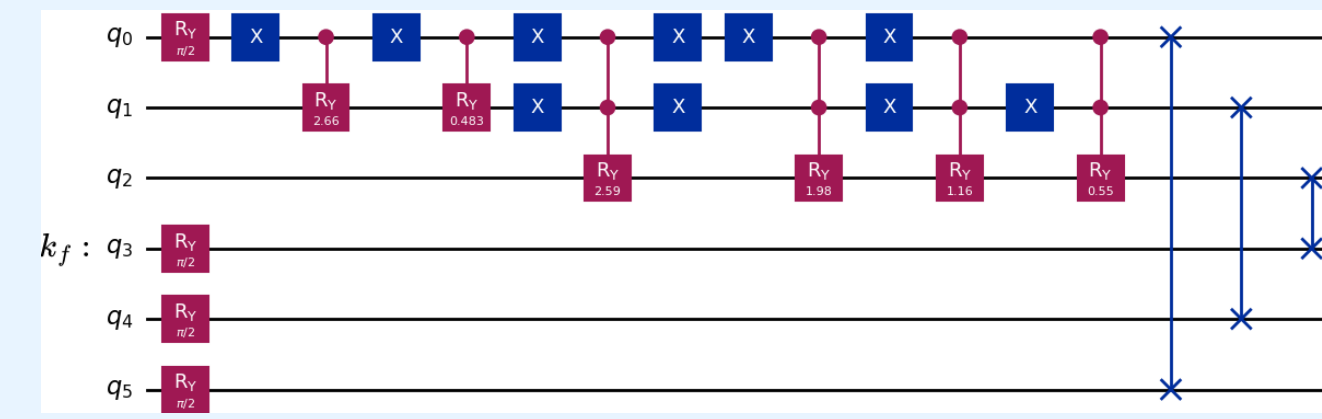 q0 RY π/2 X X X X X X
RY 2.66 RY 0.483 RY 2.59 RY 1.98 RY 1.16 RY 0.55
q1 X X X X
q2
kf : q3 RY π/2
q4 RY π/2
q5 RY π/2